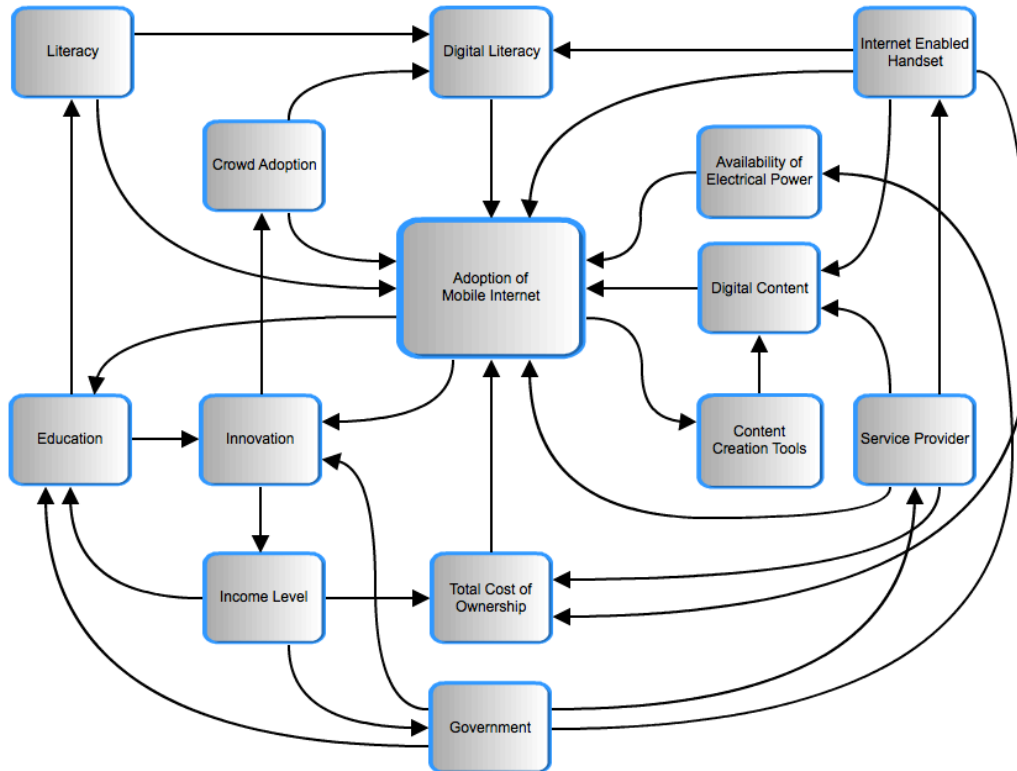 Literacy
Digital Literacy
Internet Enabled
Handset
Crowd Adoption
Availability of
Electrical Power
Adoption of
Mobile Internet
Digital Content
Education
Innovation
Content
Creation Tools
Service Provider
Income Level
Total Cost of
Ownership
Government